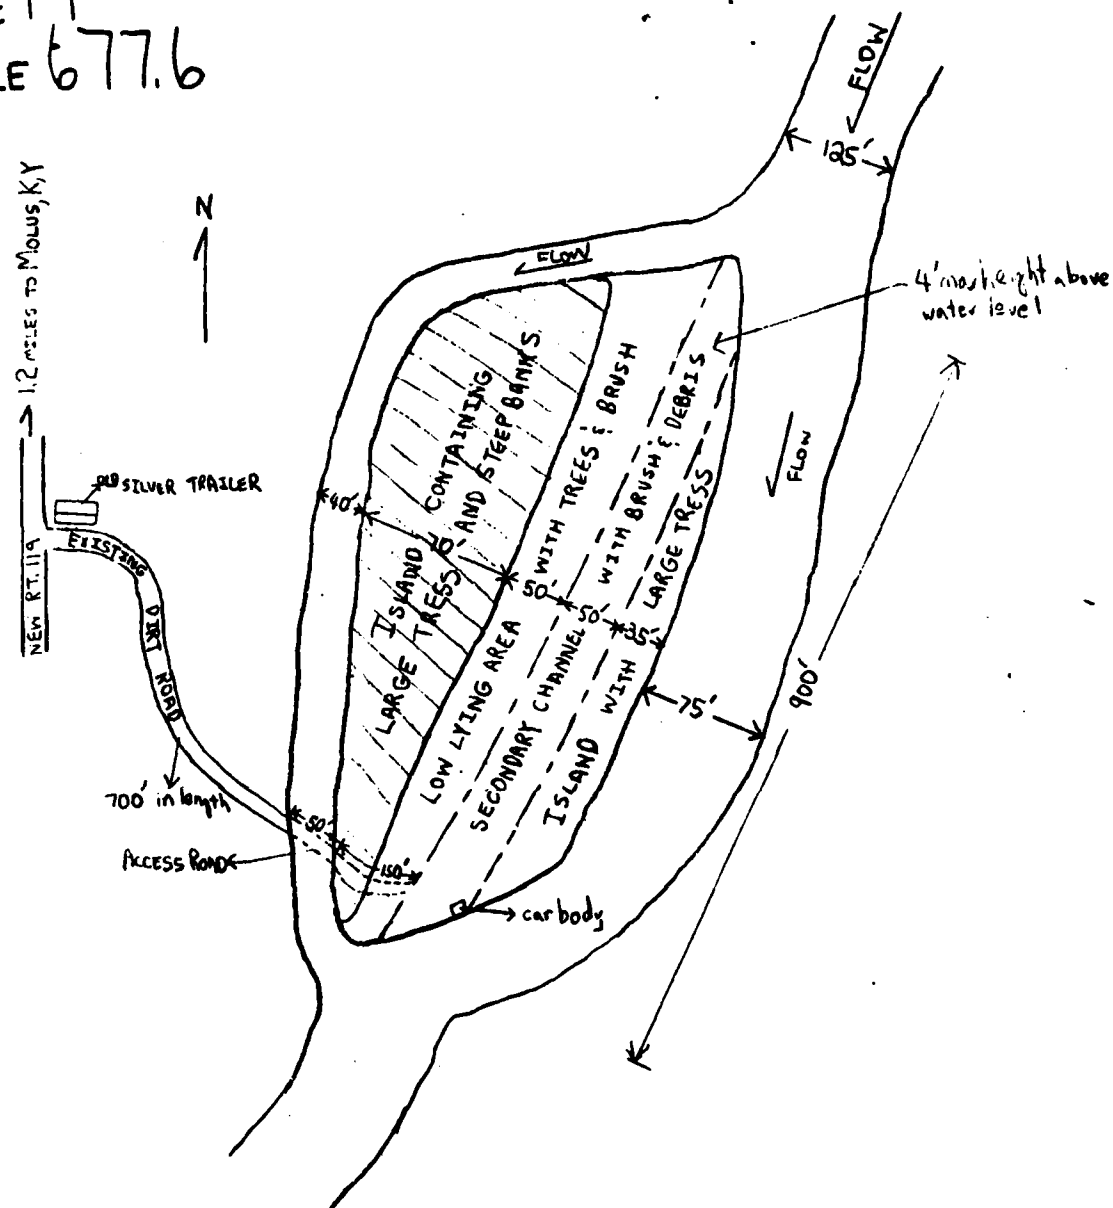 LE 677.6
FLOW
125'
→ 1.2 MILES TO MOLUS, KY
N
FLOW
4' max height above
water level
OLD SILVER TRAILER
NEW RT. 119
EXISTING DIRT ROAD
700' in length
ACCESS ROAD
40'
70'
50'
50'
35'
75'
900'
FLOW
LARGE ISLAND CONTAINING
LARGE TRESS AND STEEP BANKS
LOW LYING AREA WITH TREES & BRUSH
SECONDARY CHANNEL WITH BRUSH & DEBRIS
ISLAND WITH LARGE TRESS
50'
150'
car body